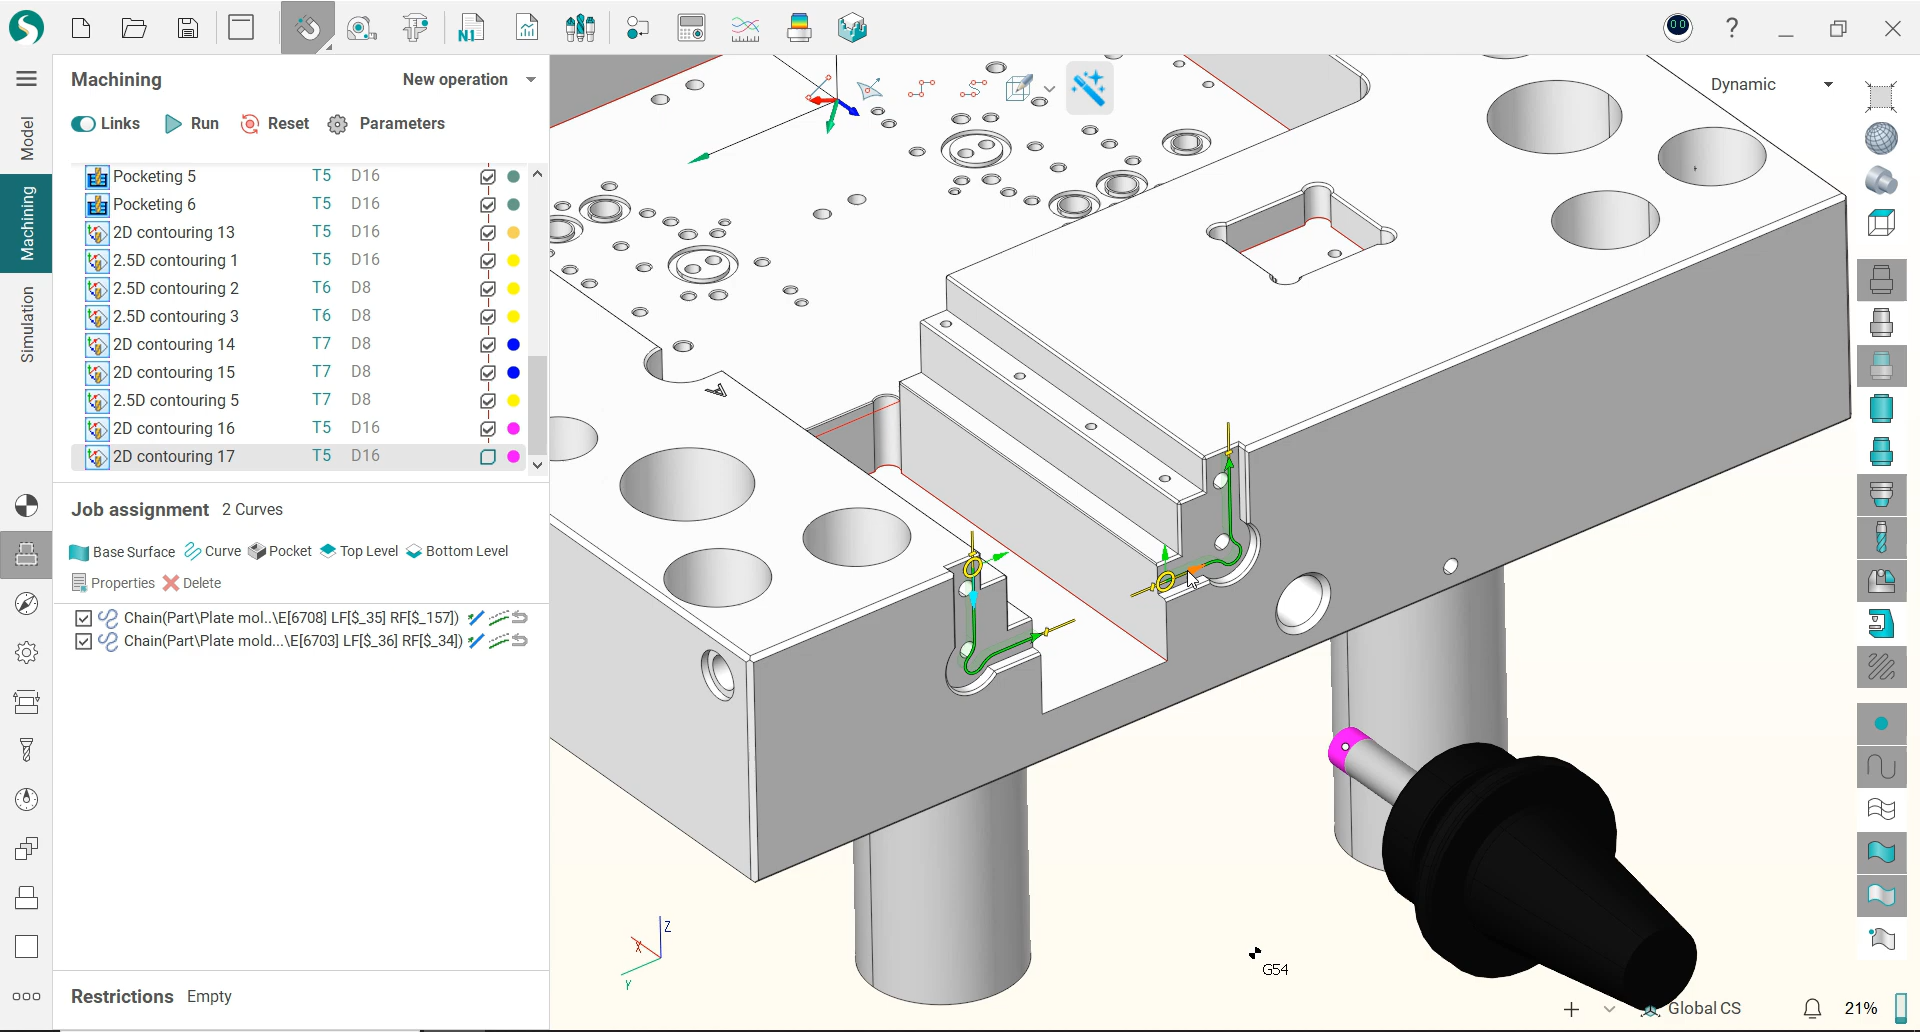 N1
?
Machining
New operation
Dynamic
Links
Run
Reset
Parameters
Model
Machining
Simulation
Pocketing 5 T5 D16
Pocketing 6 T5 D16
2D contouring 13 T5 D16
2.5D contouring 1 T5 D16
2.5D contouring 2 T6 D8
2.5D contouring 3 T6 D8
2D contouring 14 T7 D8
2D contouring 15 T7 D8
2.5D contouring 5 T7 D8
2D contouring 16 T5 D16
2D contouring 17 T5 D16
A
Job assignment 2 Curves
Base Surface Curve Pocket Top Level Bottom Level
Properties Delete
Chain(Part\Plate mol..\E[6708] LF[$_35] RF[$_157])
Chain(Part\Plate mold...\E[6703] LF[$_36] RF[$_34])
Z
X
Y
G54
Restrictions Empty
Global CS
21%